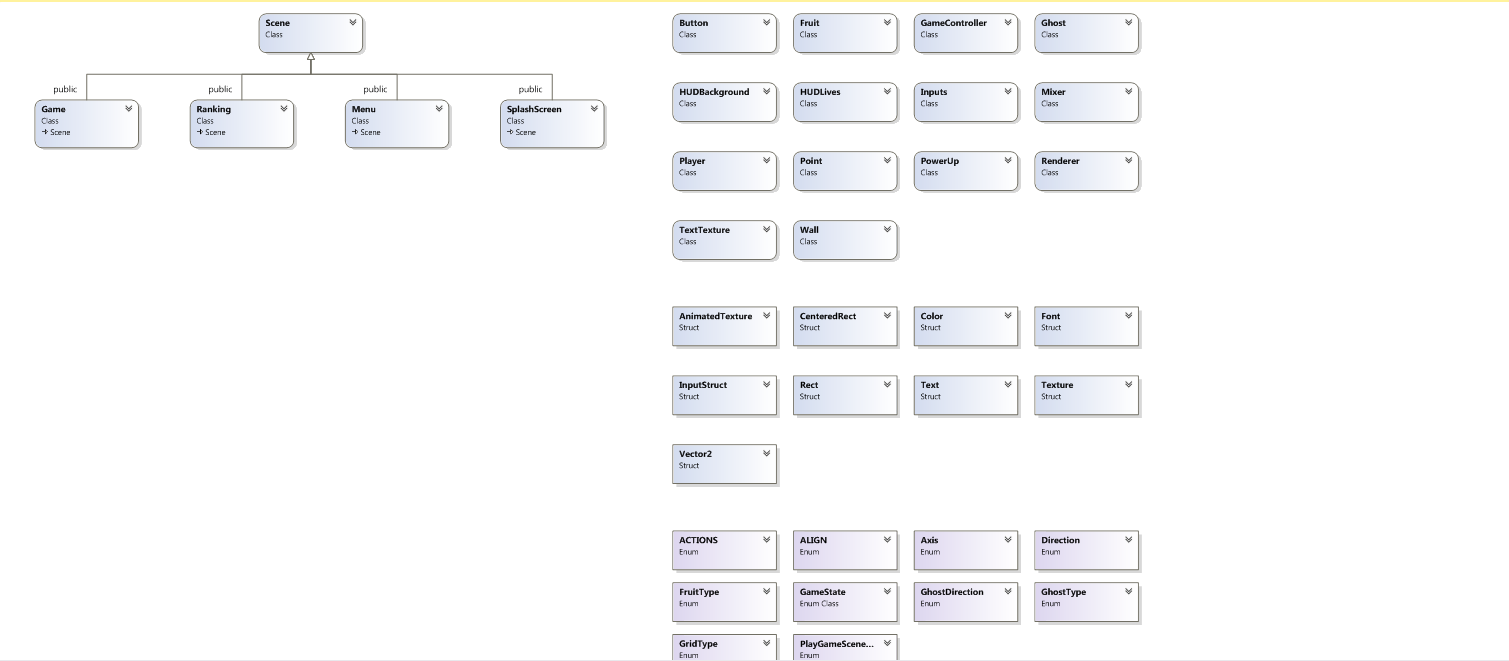 Scene
Class
public
public
public
public
Game
Class
Scene
Ranking
Class
Scene
Menu
Class
Scene
SplashScreen
Class
Scene
Button
Class
Fruit
Class
GameController
Class
Ghost
Class
HUDBackground
Class
HUDLives
Class
Inputs
Class
Mixer
Class
Player
Class
Point
Class
PowerUp
Class
Renderer
Class
TextTexture
Class
Wall
Class
AnimatedTexture
Struct
CenteredRect
Struct
Color
Struct
Font
Struct
InputStruct
Struct
Rect
Struct
Text
Struct
Texture
Struct
Vector2
Struct
ACTIONS
Enum
ALIGN
Enum
Axis
Enum
Direction
Enum
FruitType
Enum
GameState
Enum Class
GhostDirection
Enum
GhostType
Enum
GridType
Enum
PlayGameScene...
Enum